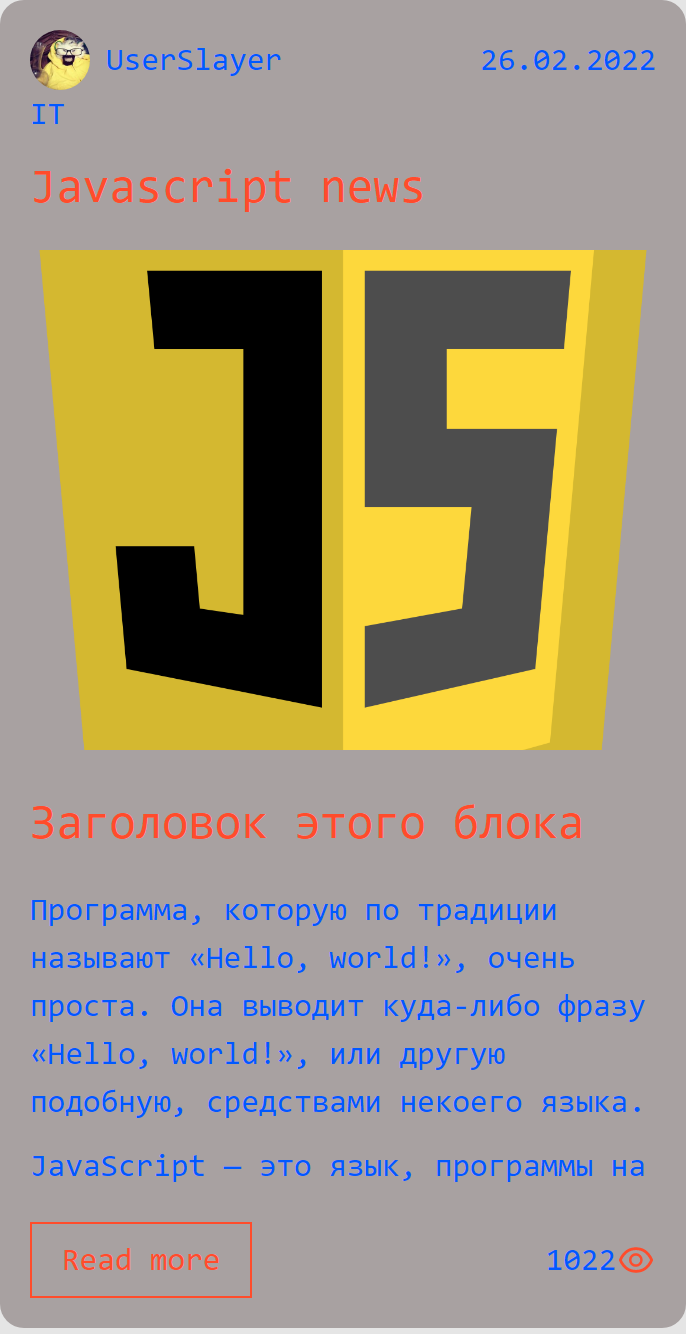 UserSlayer 26.02.2022
IT
Javascript news
JS
Заголовок этого блока
Программа, которую по традиции
называют «Hello, world!», очень
проста. Она выводит куда-либо фразу
«Hello, world!», или другую
подобную, средствами некоего языка.
JavaScript — это язык, программы на
Read more 1022